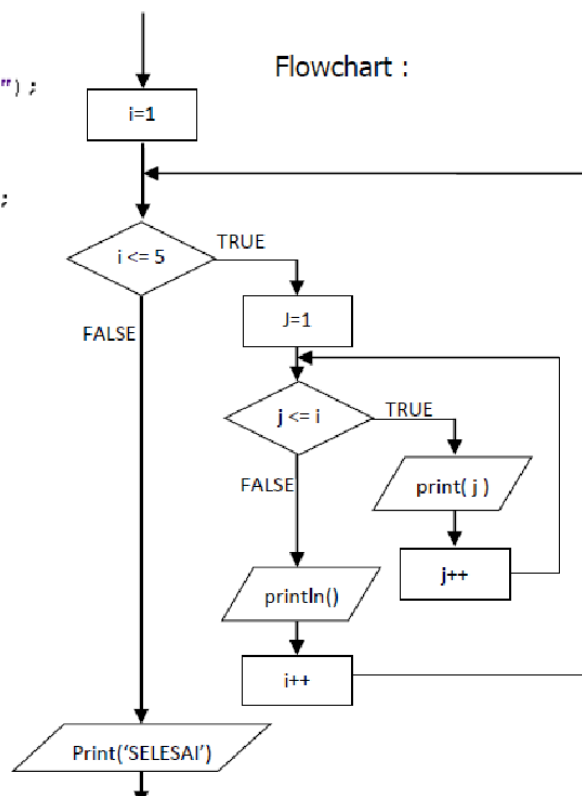 Flowchart :
");
i=1
;
i <= 5
TRUE
FALSE
J=1
j <= i
TRUE
FALSE
print( j )
j++
println()
i++
Print(‘SELESAI’)